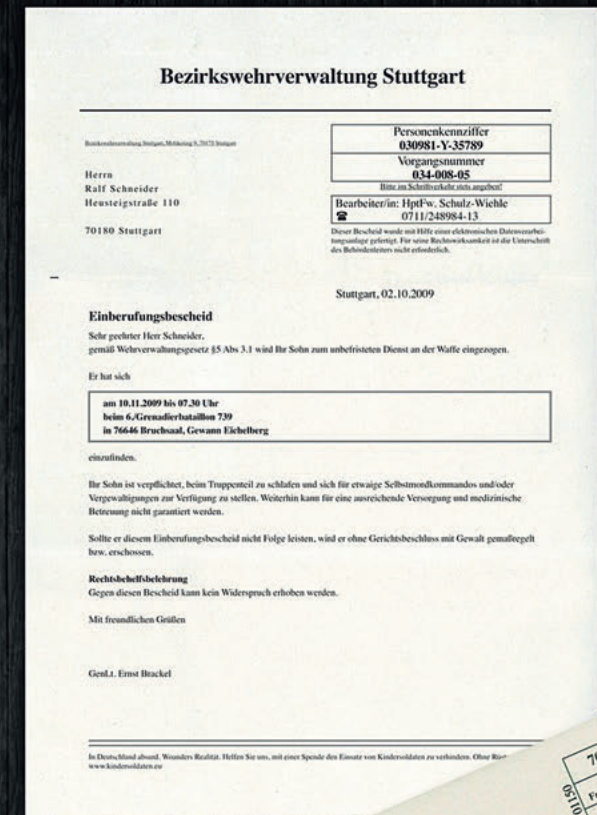 Bezirkswehrverwaltung Stuttgart
Bezirkswehrverwaltung Stuttgart, 9, 70173 Stuttgart
Personenkennziffer
030981-Y-35789
Vorgangsnummer
034-008-05
Bitte im Schriftverkehr stets angeben!
Bearbeiter/in: HptFw. Schulz-Wiehle
☎ 0711/248984-13
Dieser Bescheid wurde mit Hilfe einer elektronischen Datenverarbei-
tungsanlage gefertigt. Für seine Rechtswirksamkeit ist die Unterschrift
des Behördenleiters nicht erforderlich.
Herrn
Ralf Schneider
Heusteigstraße 110
70180 Stuttgart
Stuttgart, 02.10.2009
Einberufungsbescheid
Sehr geehrter Herr Schneider,
gemäß Wehrverwaltungsgesetz §5 Abs 3.1 wird Ihr Sohn zum unbefristeten Dienst an der Waffe eingezogen.
Er hat sich
am 10.11.2009 bis 07.30 Uhr
beim 6./Grenadierbataillon 739
in 76646 Bruchsaal, Gewann Eichelberg
einzufinden.
Ihr Sohn ist verpflichtet, beim Truppenteil zu schlafen und sich für etwaige Selbstmordkommandos und/oder
Vergewaltigungen zur Verfügung zu stellen. Weiterhin kann für eine ausreichende Versorgung und medizinische
Betreuung nicht garantiert werden.
Sollte er diesem Einberufungsbescheid nicht Folge leisten, wird er ohne Gerichtsbeschluss mit Gewalt gemaßregelt
bzw. erschossen.
Rechtsbehelfsbelehrung
Gegen diesen Bescheid kann kein Widerspruch erhoben werden.
Mit freundlichen Grüßen
GenLt. Ernst Brackel
In Deutschland absurd. Woanders Realität. Helfen Sie uns, mit einer Spende den Einsatz von Kindersoldaten zu verhindern. Ohne
www.kindersoldaten.eu
01150